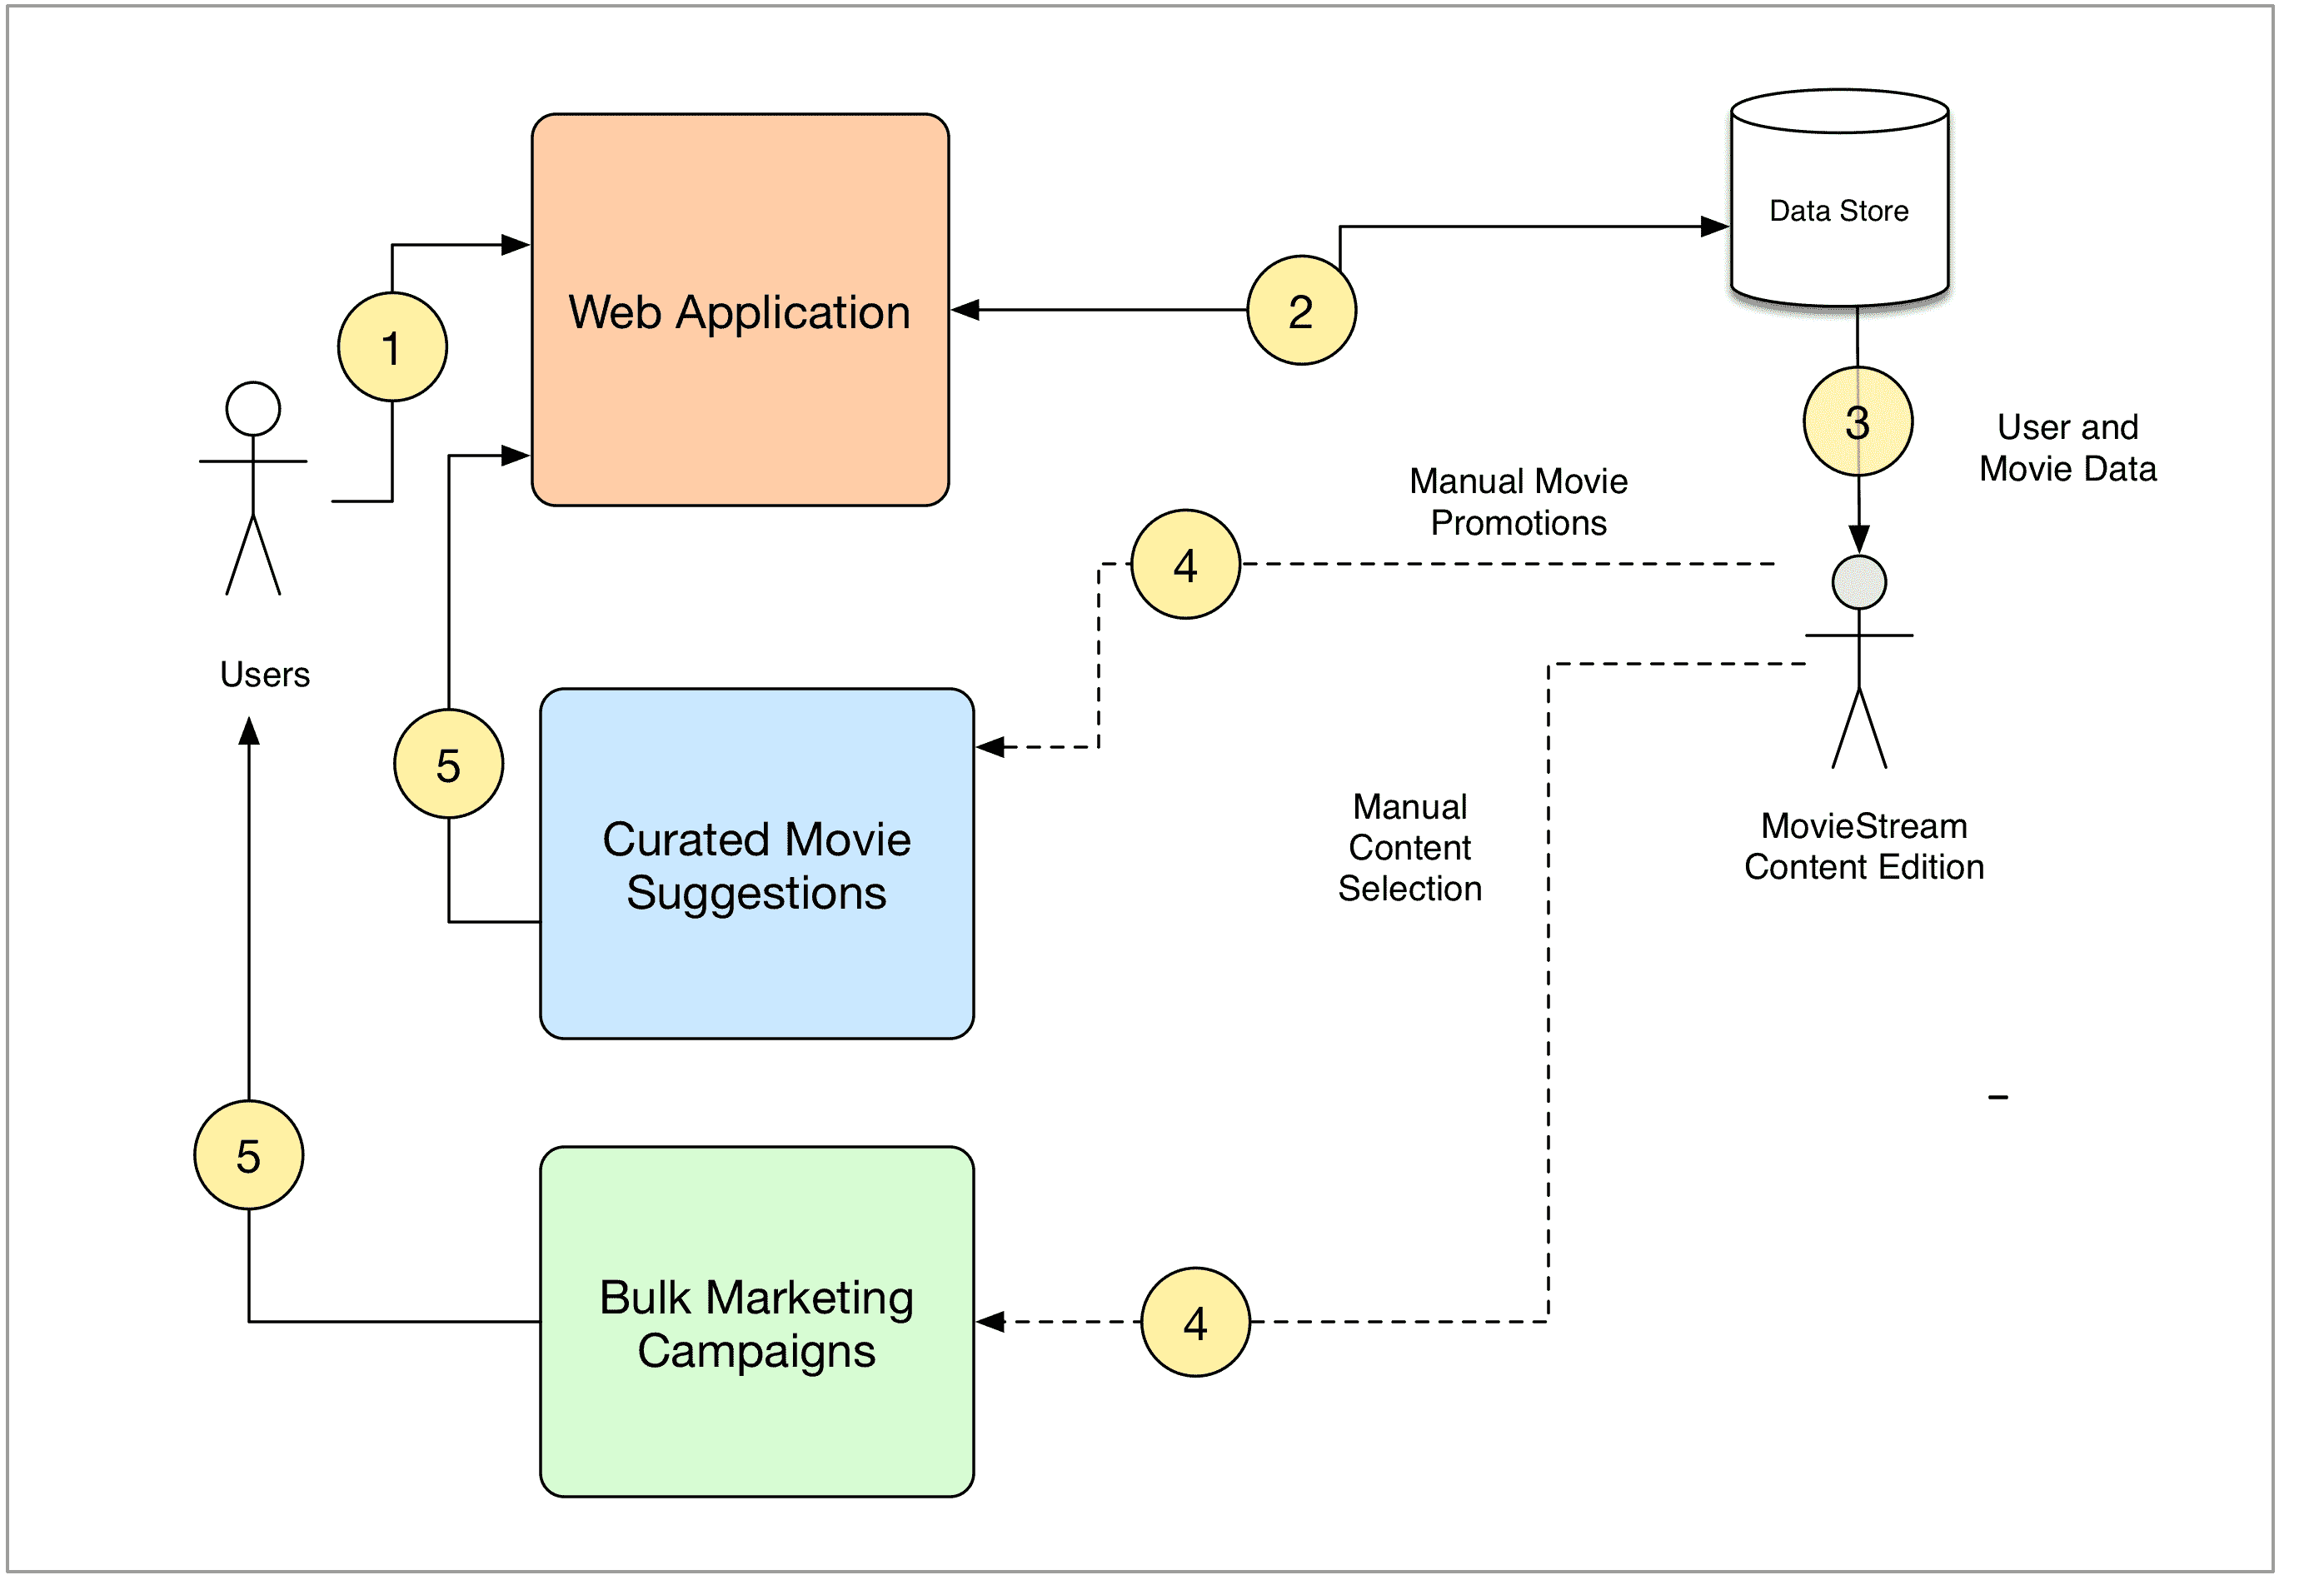 Data Store
Web Application
2
1
3
User and
Movie Data
Manual Movie
Promotions
4
Users
5
Curated Movie
Suggestions
Manual
Content
Selection
MovieStream
Content Edition
5
Bulk Marketing
Campaigns
4